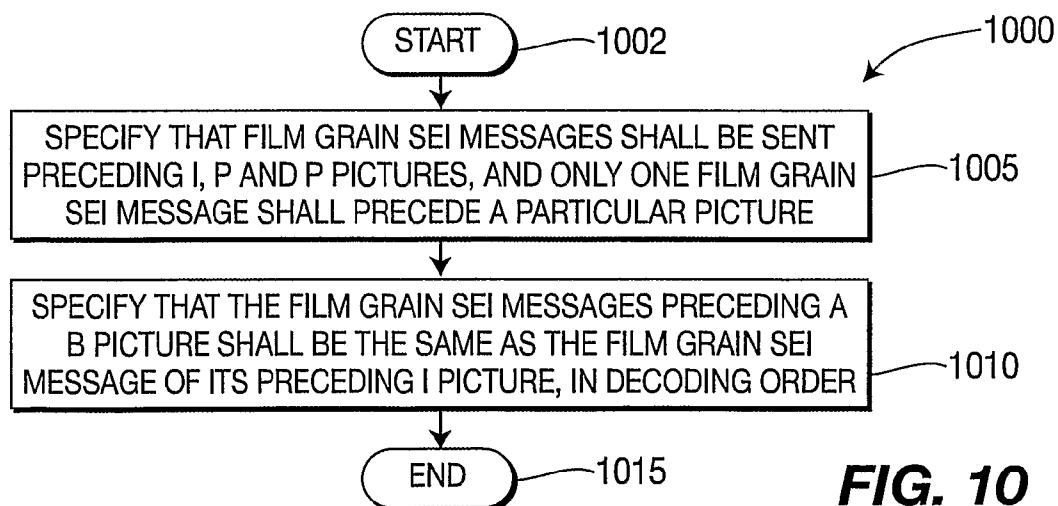 START
1002
1000
SPECIFY THAT FILM GRAIN SEI MESSAGES SHALL BE SENT
PRECEDING I, P AND P PICTURES, AND ONLY ONE FILM GRAIN
SEI MESSAGE SHALL PRECEDE A PARTICULAR PICTURE
1005
SPECIFY THAT THE FILM GRAIN SEI MESSAGES PRECEDING A
B PICTURE SHALL BE THE SAME AS THE FILM GRAIN SEI
MESSAGE OF ITS PRECEDING I PICTURE, IN DECODING ORDER
1010
END
1015
FIG. 10